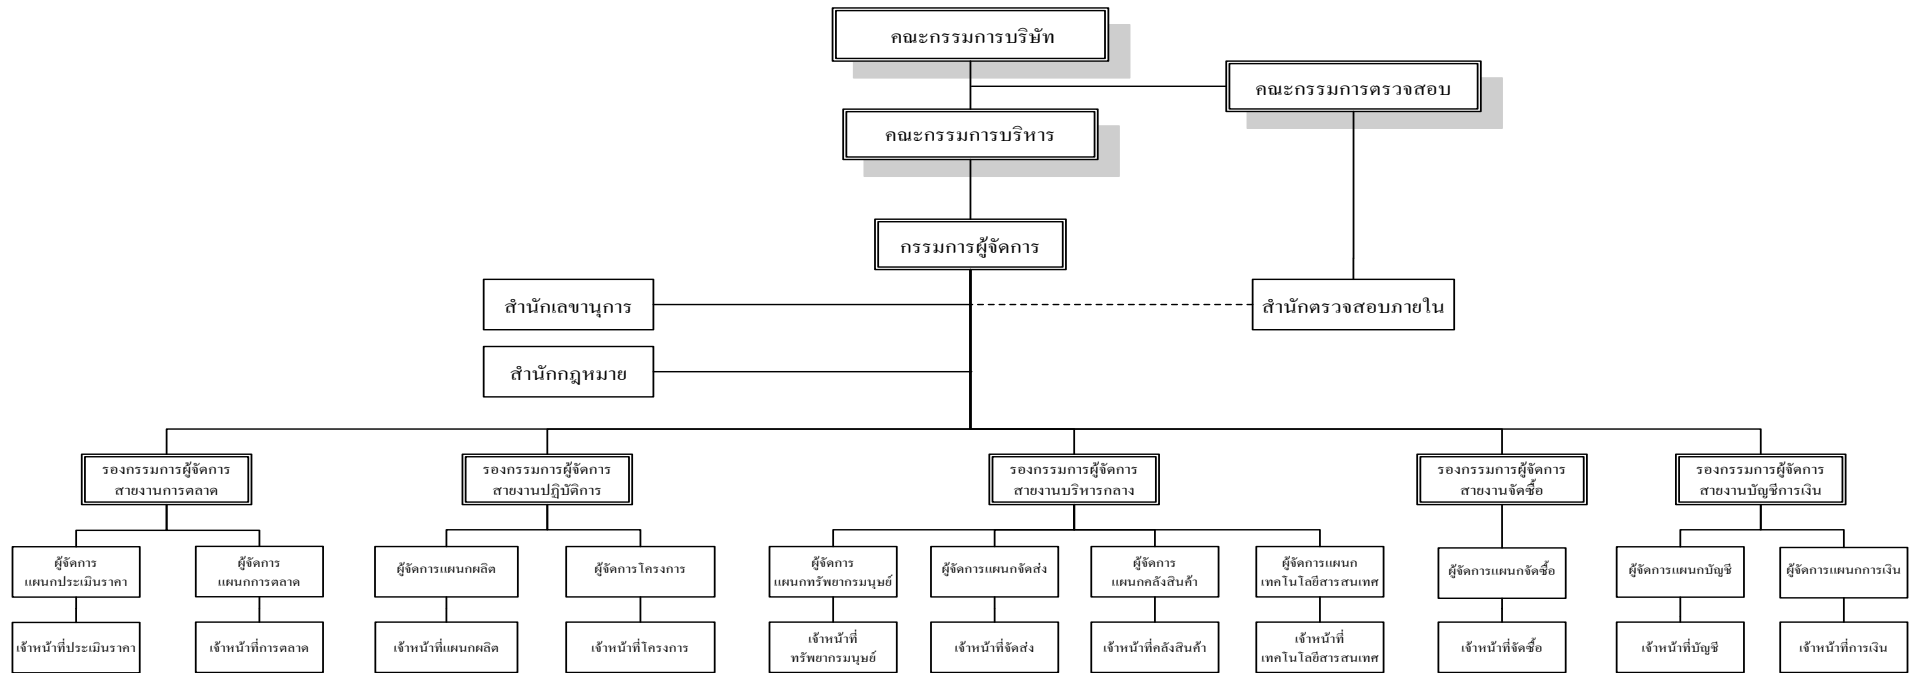 คณะกรรมการบริษัท
คณะกรรมการตรวจสอบ
คณะกรรมการบริหาร
กรรมการผู้จัดการ
สำนักเลขานุการ
สำนักตรวจสอบภายใน
สำนักกฎหมาย
รองกรรมการผู้จัดการ
สายงานการตลาด
รองกรรมการผู้จัดการ
สายงานปฏิบัติการ
รองกรรมการผู้จัดการ
สายงานบริหารกลาง
รองกรรมการผู้จัดการ
สายงานจัดซื้อ
รองกรรมการผู้จัดการ
สายงานบัญชีการเงิน
ผู้จัดการ
แผนกประเมินราคา
ผู้จัดการ
แผนกการตลาด
ผู้จัดการแผนกผลิต
ผู้จัดการโครงการ
ผู้จัดการ
แผนกทรัพยากรมนุษย์
ผู้จัดการแผนกจัดส่ง
ผู้จัดการ
แผนกคลังสินค้า
ผู้จัดการแผนก
เทคโนโลยีสารสนเทศ
ผู้จัดการแผนกจัดซื้อ
ผู้จัดการแผนกบัญชี
ผู้จัดการแผนกการเงิน
เจ้าหน้าที่ประเมินราคา
เจ้าหน้าที่การตลาด
เจ้าหน้าที่แผนกผลิต
เจ้าหน้าที่โครงการ
เจ้าหน้าที่
ทรัพยากรมนุษย์
เจ้าหน้าที่จัดส่ง
เจ้าหน้าที่คลังสินค้า
เจ้าหน้าที่
เทคโนโลยีสารสนเทศ
เจ้าหน้าที่จัดซื้อ
เจ้าหน้าที่บัญชี
เจ้าหน้าที่การเงิน